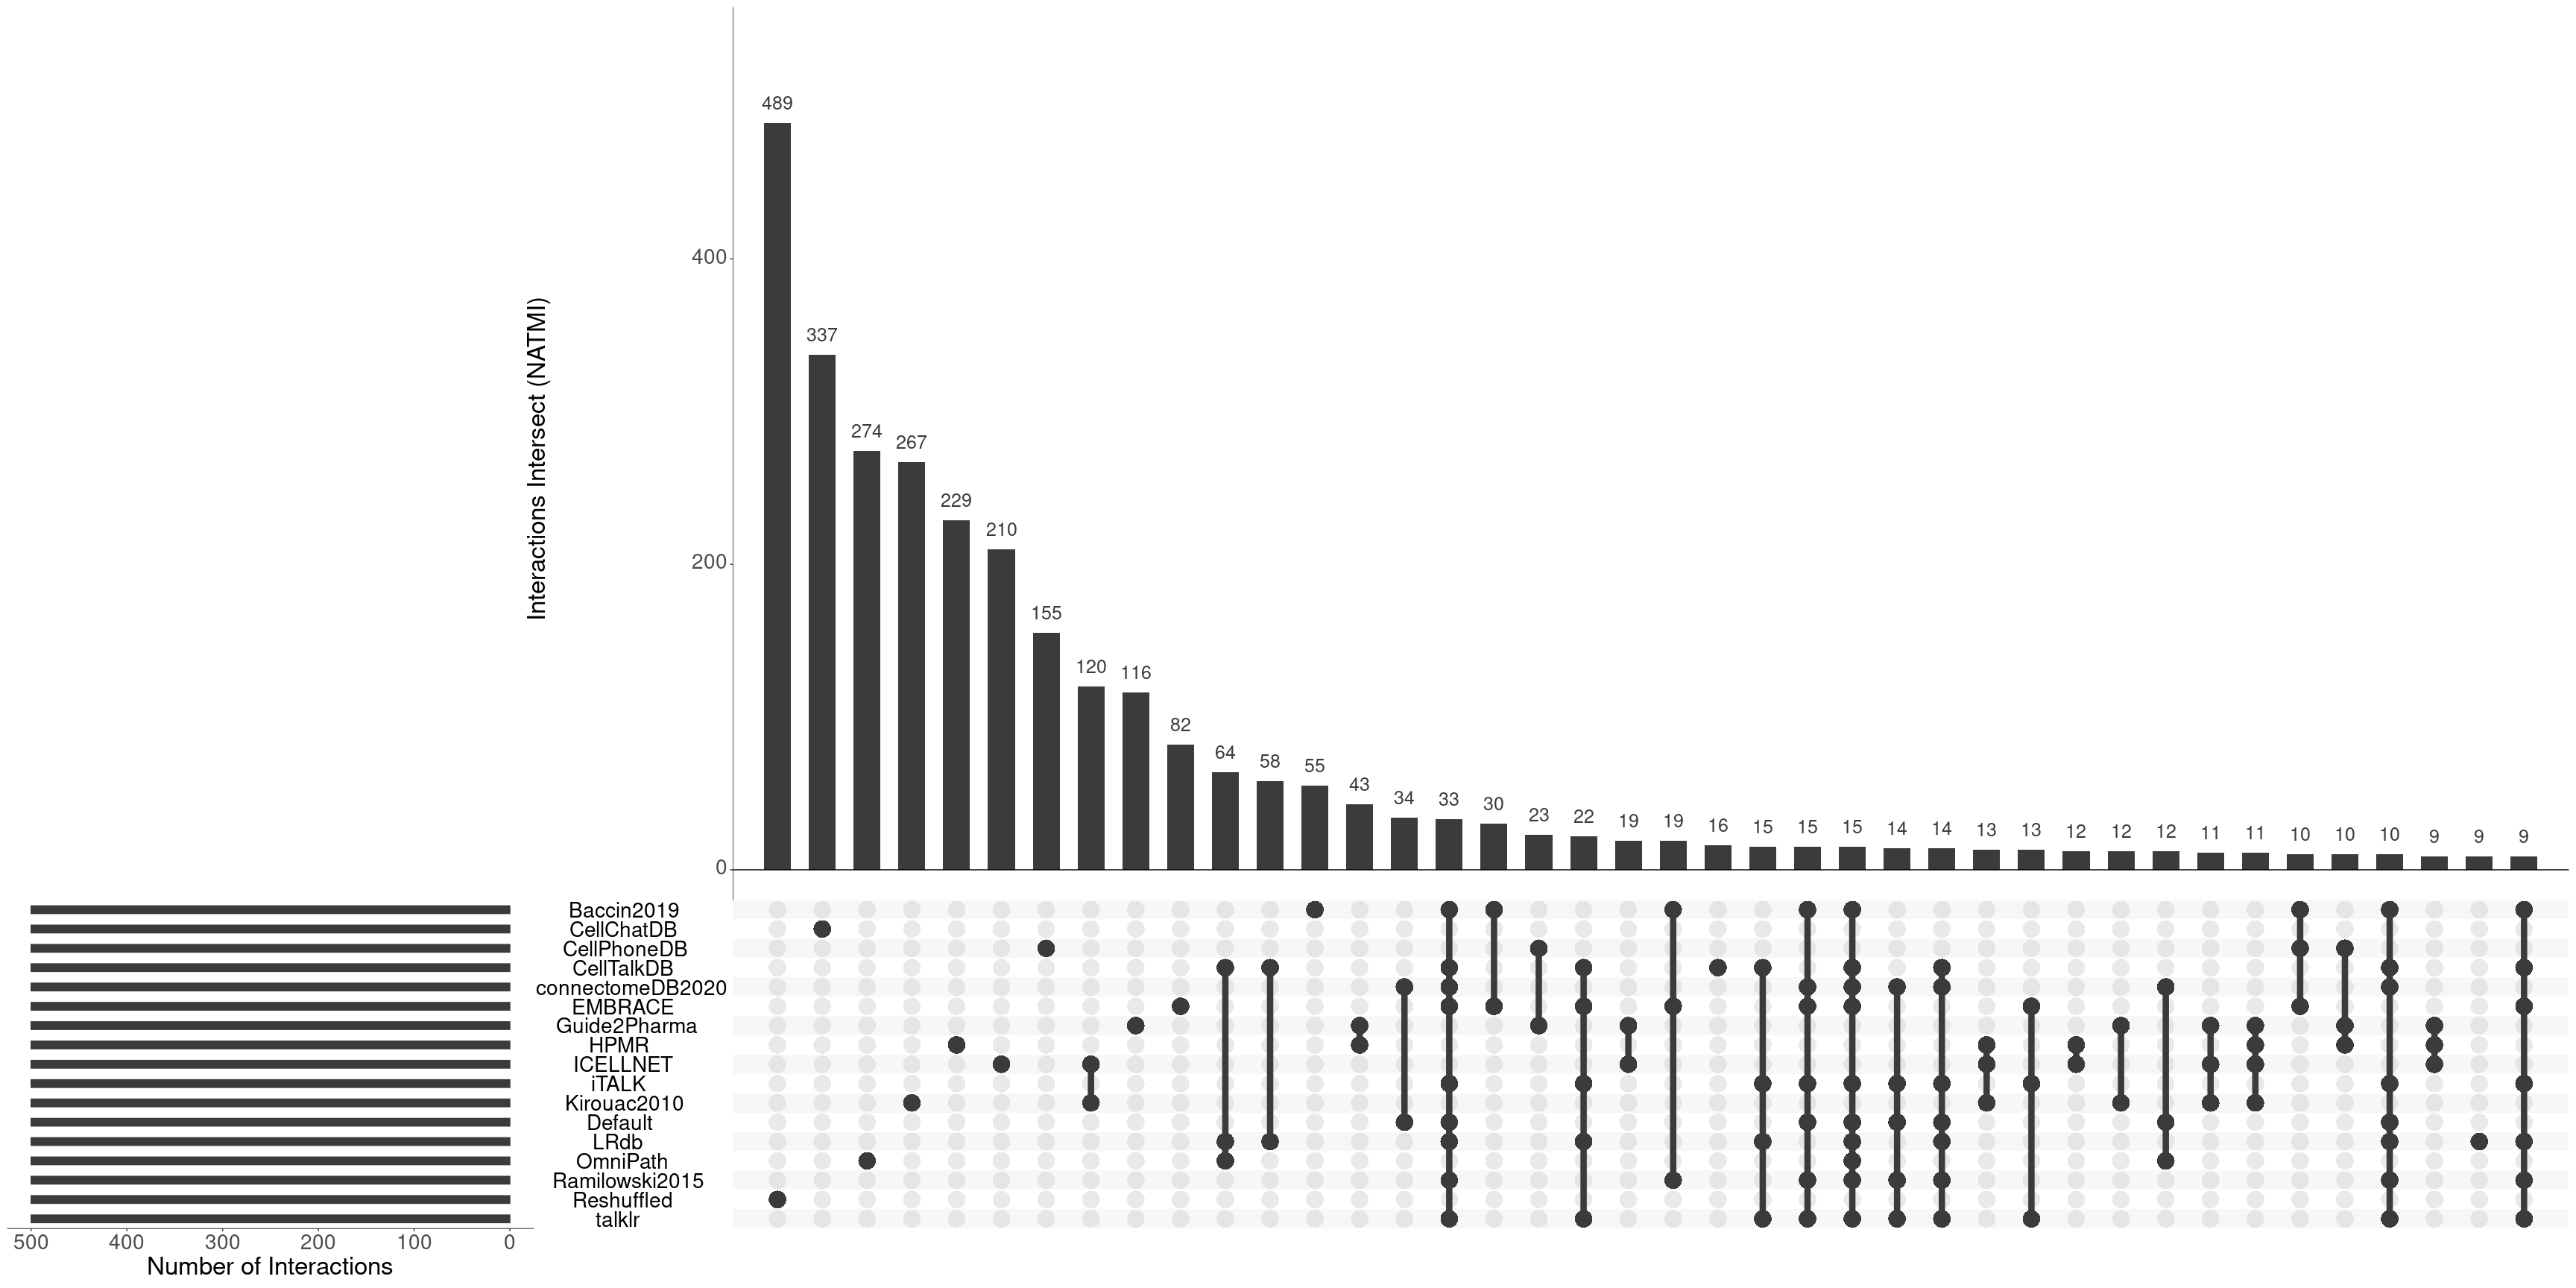 Interactions Intersect (NATMI)
400
200
0
489
337
274
267
229
210
155
120
116
82
64
58
55
43
34
33
30
23
22
19
19
16
15
15
15
14
14
13
13
12
12
12
11
11
10
10
10
9
9
9
Baccin2019
CellChatDB
CellPhoneDB
CellTalkDB
connectomeDB2020
EMBRACE
Guide2Pharma
HPMR
ICELLNET
iTALK
Kirouac2010
Default
LRdb
OmniPath
Ramilowski2015
Reshuffled
talklr
500 400 300 200 100 0
Number of Interactions